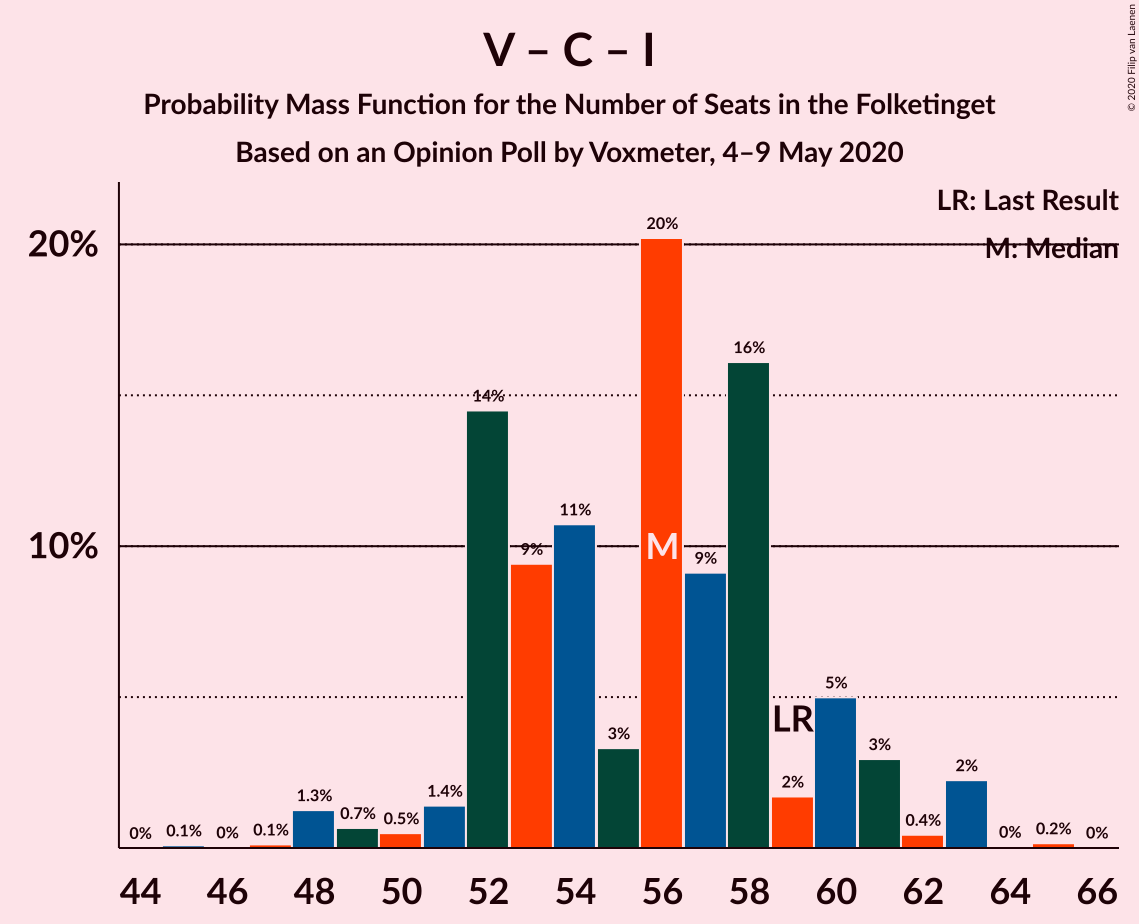 V – C – I
Probability Mass Function for the Number of Seats in the Folketinget
Based on an Opinion Poll by Voxmeter, 4–9 May 2020
© 2020 Filip van Laenen
LR: Last Result
M: Median
20%
10%
0% 0.1% 0% 0.1% 1.3% 0.7% 0.5% 1.4% 14% 9% 11% 3% 20% 9% 16% 2% 5% 3% 0.4% 2% 0% 0.2% 0%
M
LR
44 46 48 50 52 54 56 58 60 62 64 66